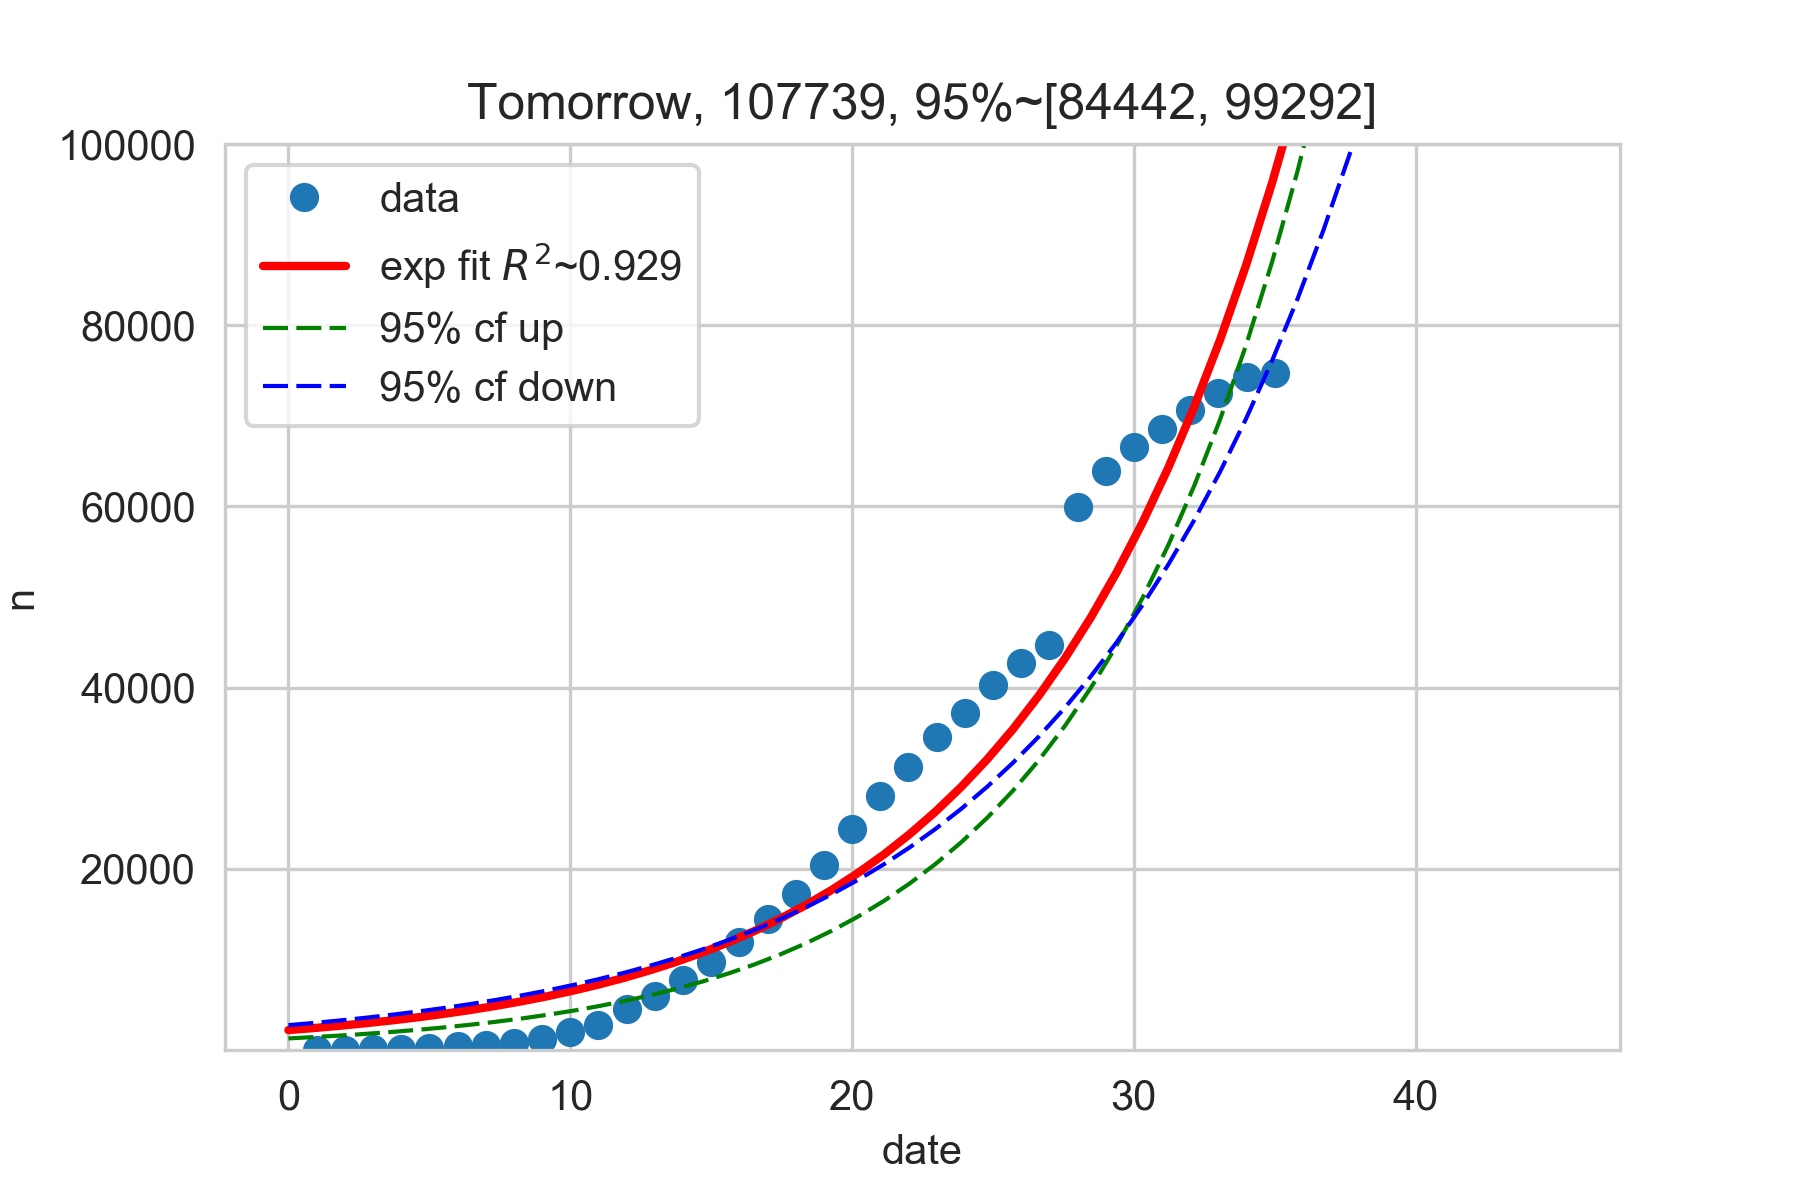 Tomorrow, 107739, 95%~[84442, 99292]
100000
80000
60000
40000
20000
n
data
exp fit R²~0.929
95% cf up
95% cf down
0 10 20 30 40
date